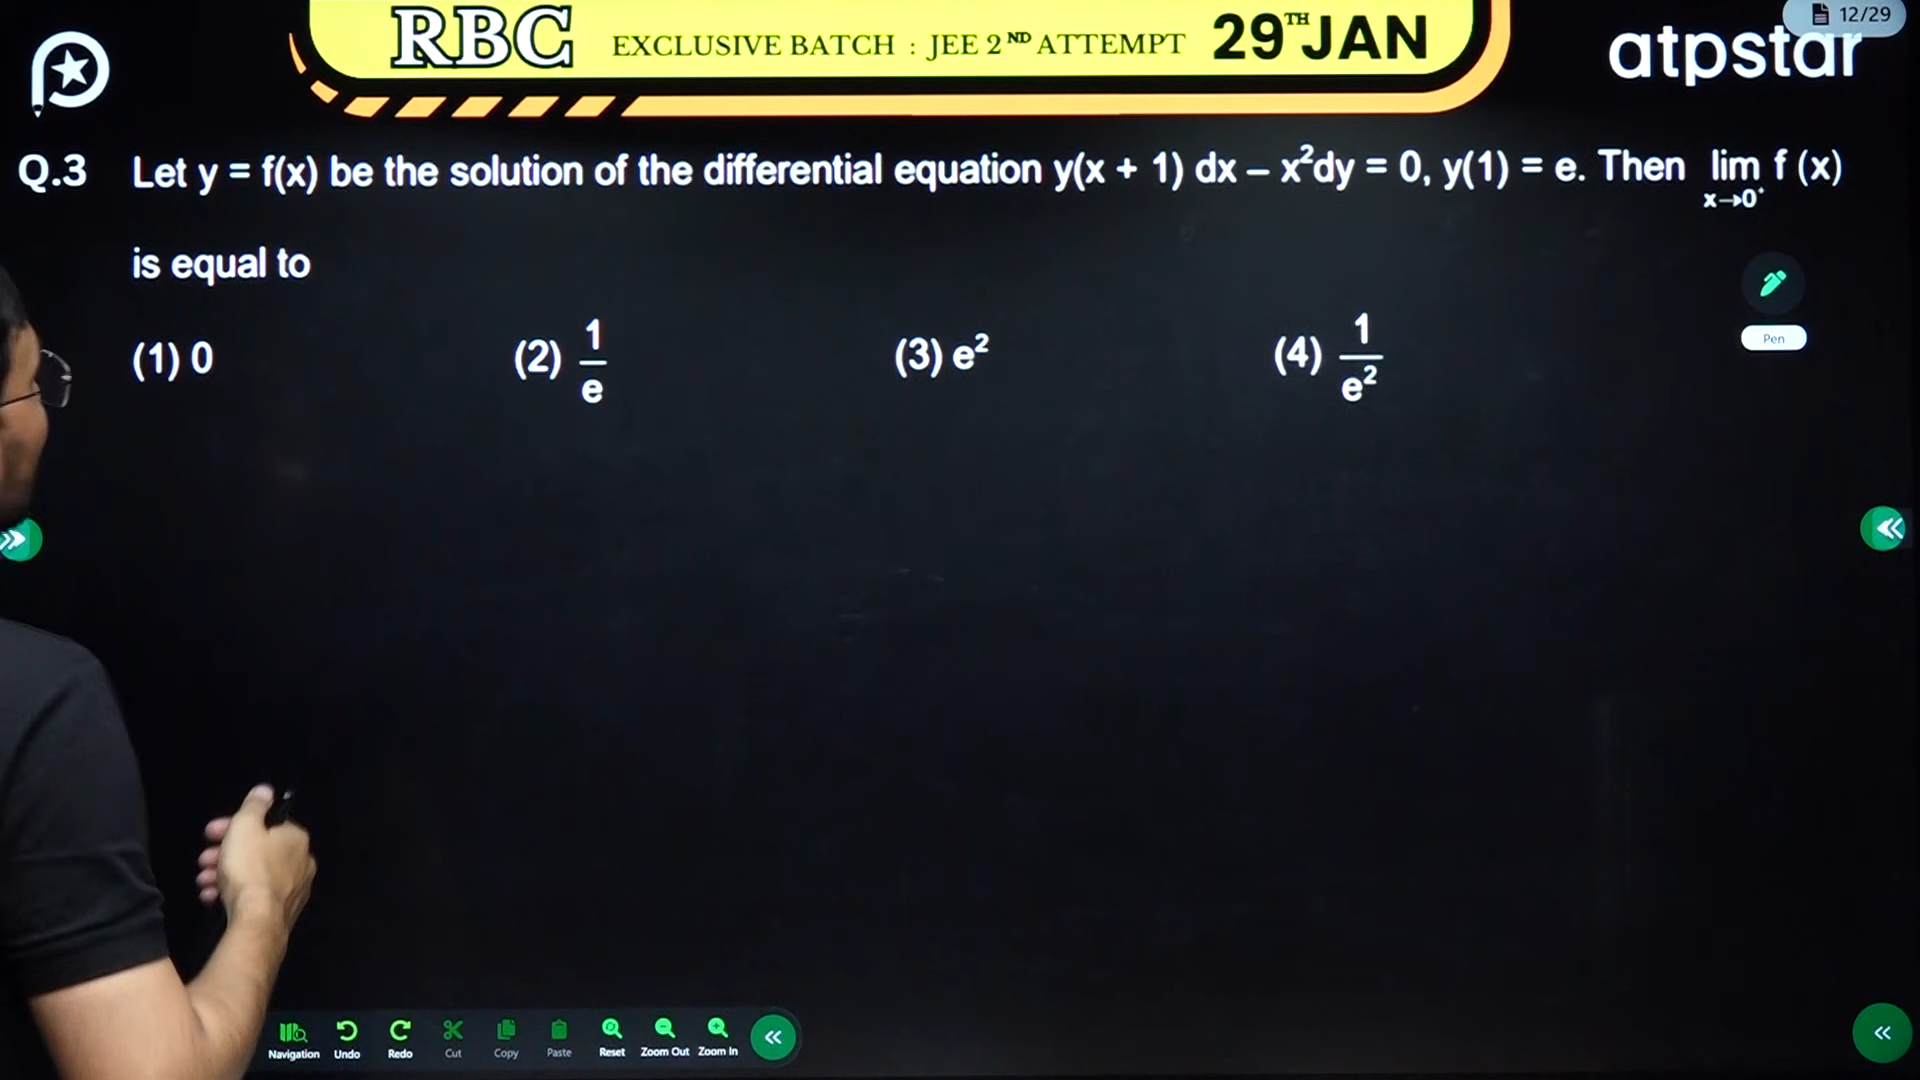 RBC EXCLUSIVE BATCH : JEE 2ND ATTEMPT 29TH JAN
12/29
atpstar
Q.3 Let y = f(x) be the solution of the differential equation y(x + 1) dx – x²dy = 0, y(1) = e. Then lim x→0⁺ f (x)
is equal to
(1) 0 (2) 1/e (3) e² (4) 1/e²
Pen
Navigation Undo Redo Cut Copy Paste Reset Zoom Out Zoom In